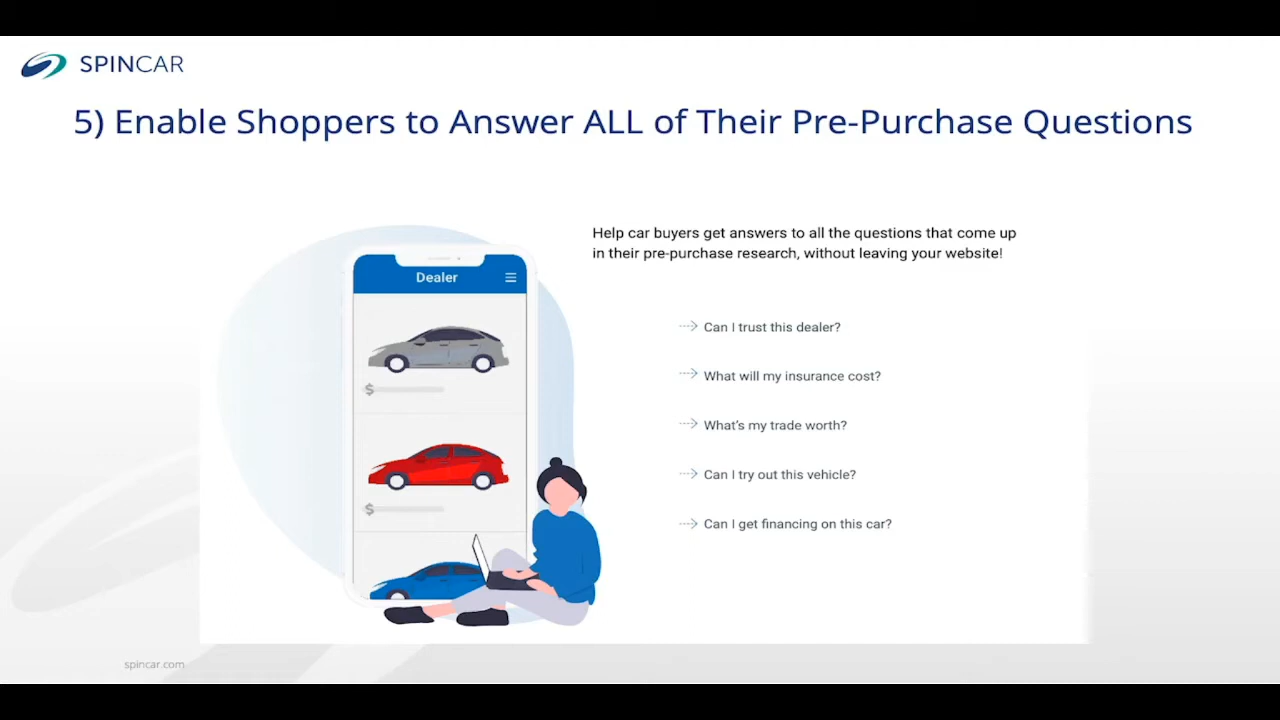 SPINCAR
5) Enable Shoppers to Answer ALL of Their Pre-Purchase Questions
Help car buyers get answers to all the questions that come up
in their pre-purchase research, without leaving your website!
Dealer
$
$
Can I trust this dealer?
What will my insurance cost?
What's my trade worth?
Can I try out this vehicle?
Can I get financing on this car?
spincar.com